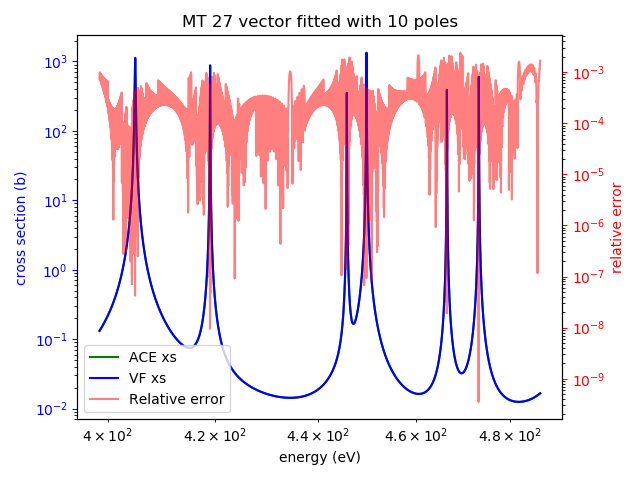 MT 27 vector fitted with 10 poles
10³
10²
10¹
10⁰
10⁻¹
10⁻²
cross section (b)
10⁻³
10⁻⁴
10⁻⁵
10⁻⁶
10⁻⁷
10⁻⁸
10⁻⁹
relative error
ACE xs
VF xs
Relative error
4 × 10² 4.2 × 10² 4.4 × 10² 4.6 × 10² 4.8 × 10²
energy (eV)